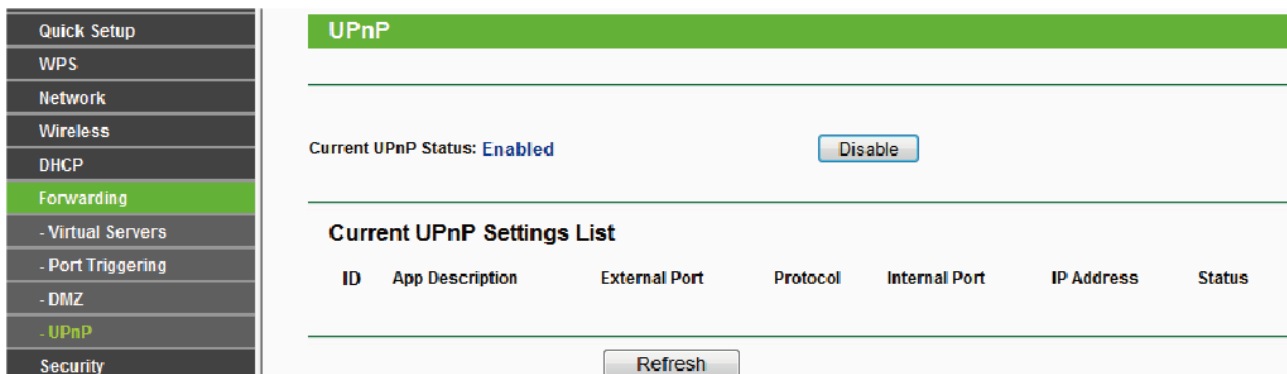 Quick Setup
WPS
Network
Wireless
DHCP
Forwarding
- Virtual Servers
- Port Triggering
- DMZ
- UPnP
Security
UPnP
Current UPnP Status: Enabled
Disable
Current UPnP Settings List
ID App Description External Port Protocol Internal Port IP Address Status
Refresh